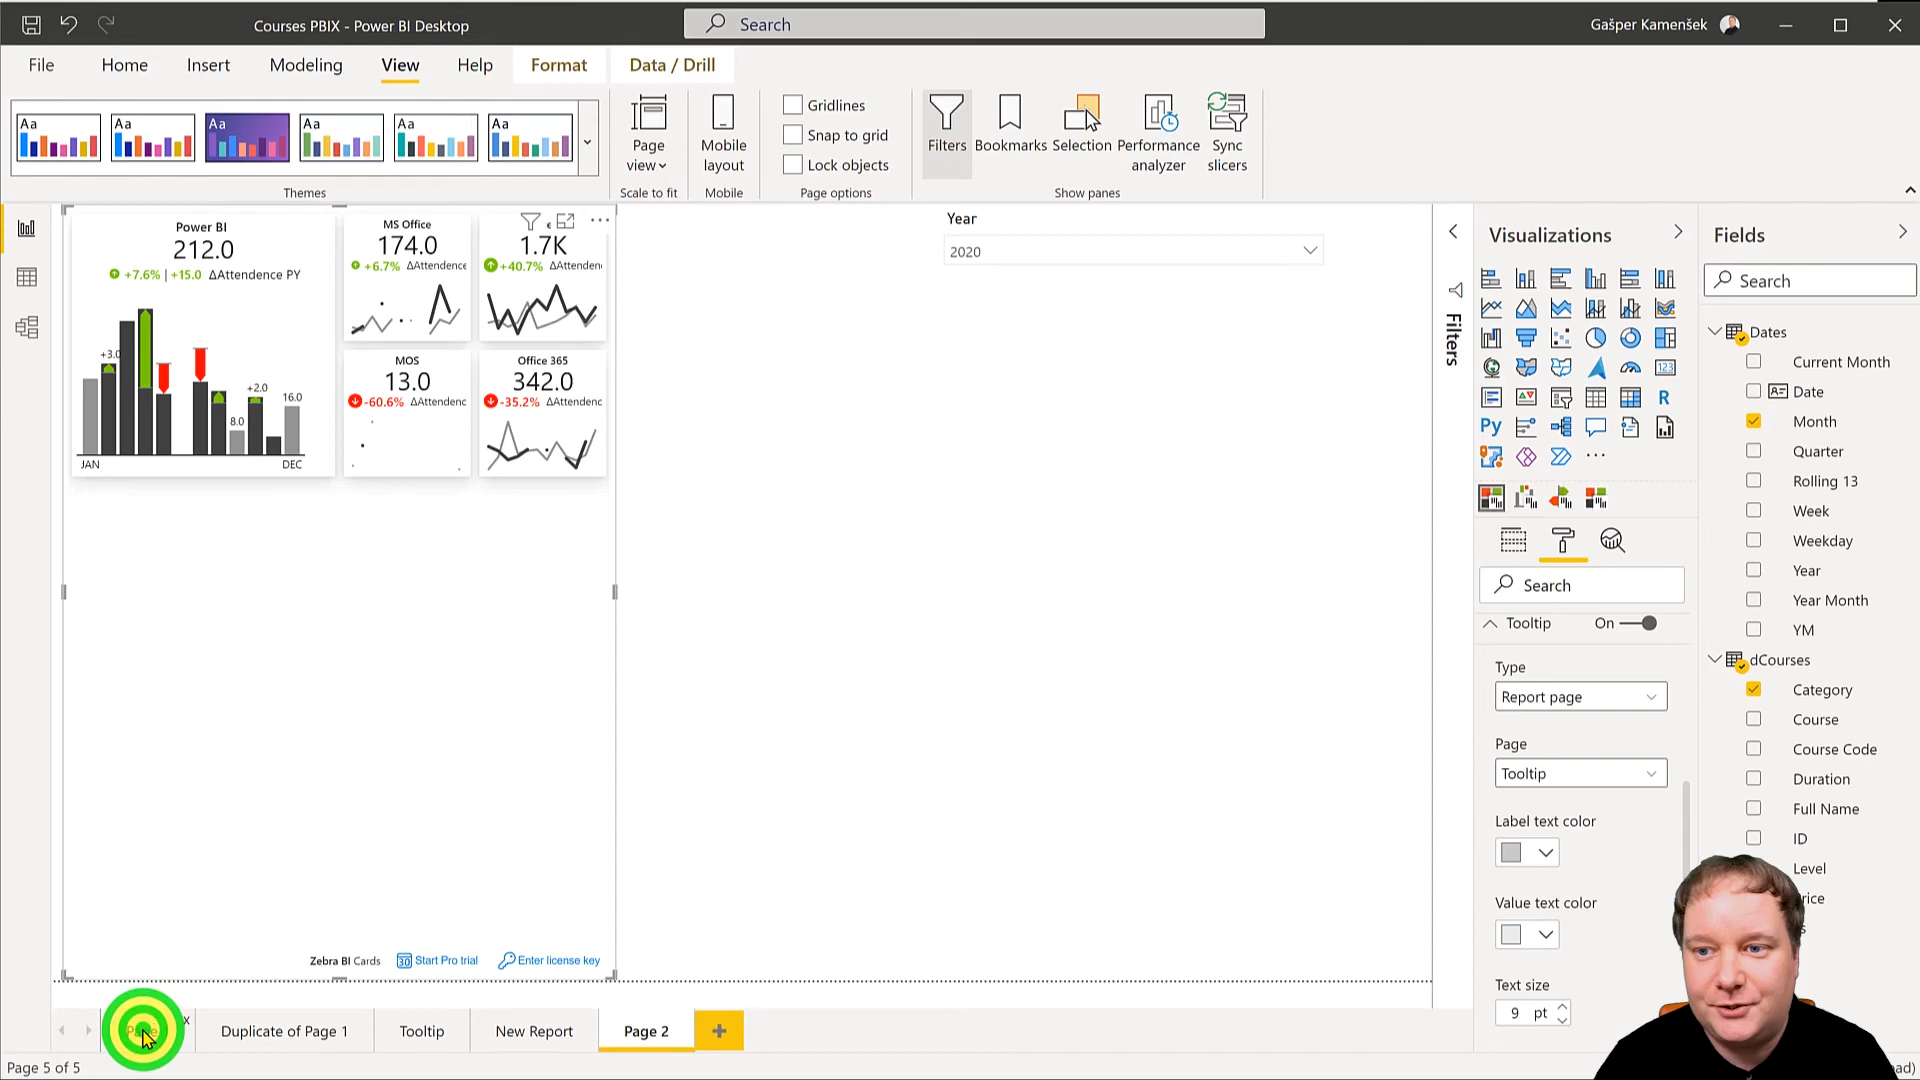 Courses PBIX - Power BI Desktop
Search
Gašper Kamenšek
File
Home
Insert
Modeling
View
Help
Format
Data / Drill
Aa
Aa
Aa
Aa
Aa
Aa
Page view
Mobile layout
Gridlines
Snap to grid
Lock objects
Filters
Bookmarks
Selection
Performance analyzer
Sync slicers
Themes
Scale to fit
Mobile
Page options
Show panes
Power BI
212.0
+7.6% | +15.0 ΔAttendence PY
+3.0
+2.0
8.0
16.0
JAN
DEC
MS Office
174.0
+6.7% ΔAttendence
1.7K
+40.7% ΔAttenden
MOS
13.0
-60.6% ΔAttendenc
Office 365
342.0
-35.2% ΔAttendenc
Year
2020
Filters
Visualizations
123
R
Py
Search
Tooltip
On
Type
Report page
Page
Tooltip
Label text color
Value text color
Text size
9 pt
Fields
Search
Dates
Current Month
Date
Month
Quarter
Rolling 13
Week
Weekday
Year
Year Month
YM
dCourses
Category
Course
Course Code
Duration
Full Name
ID
Level
rice
Zebra BI Cards
30 Start Pro trial
Enter license key
Duplicate of Page 1
Tooltip
New Report
Page 2
Page 5 of 5